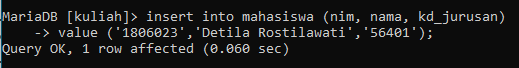 MariaDB [kuliah]> insert into mahasiswa (nim, nama, kd_jurusan)
    -> value ('1806023','Detila Rostilawati','56401');
Query OK, 1 row affected (0.060 sec)